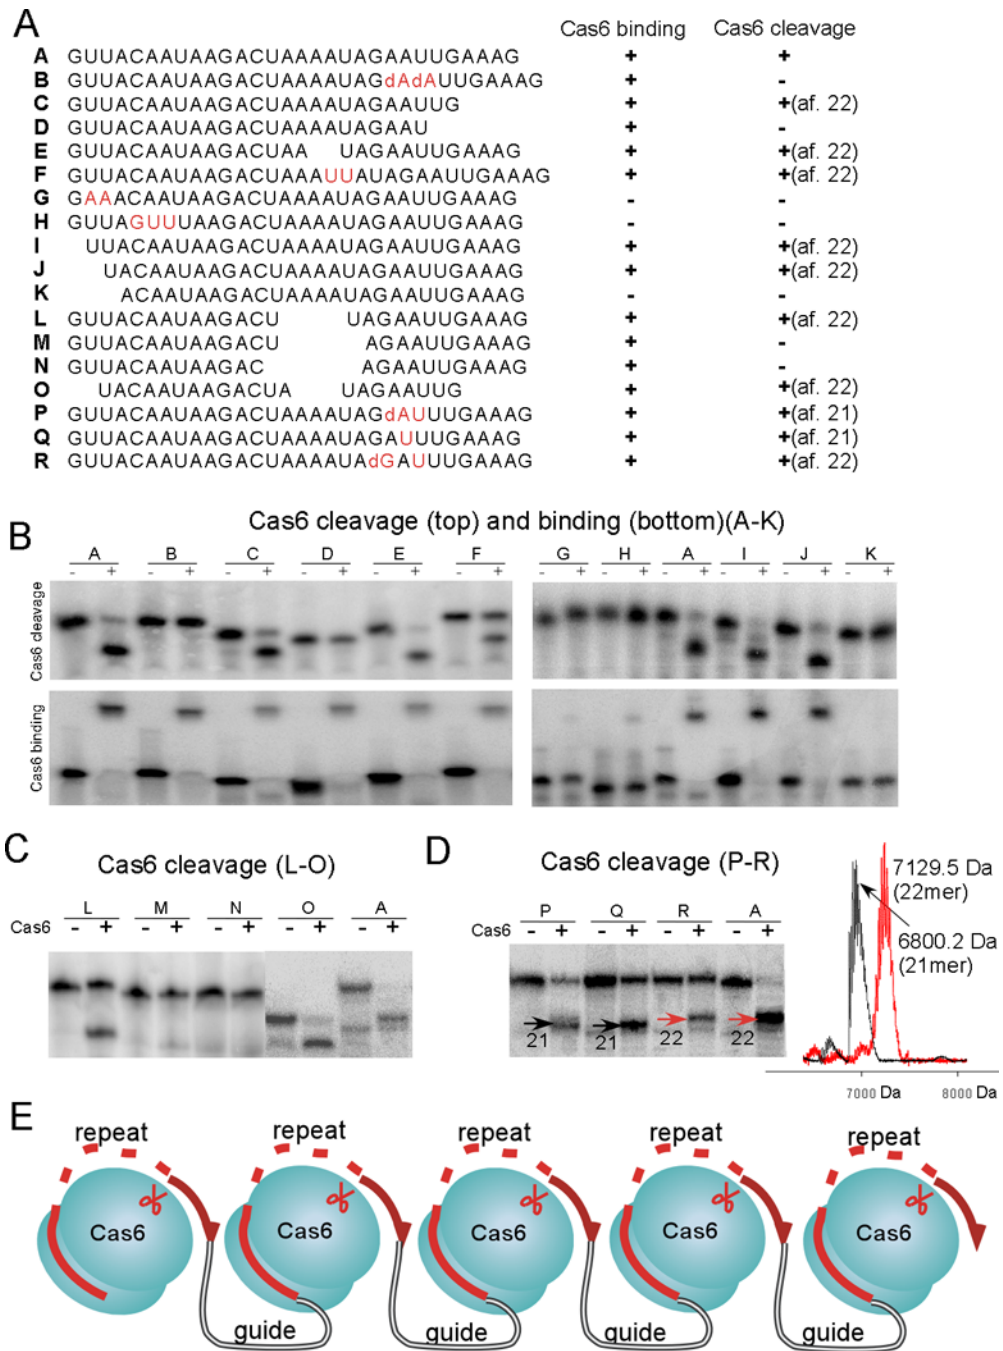 A
Cas6 binding Cas6 cleavage
A GUUACAAUAAGACUAAAAUAGAAUUGAAAG + +
B GUUACAAUAAGACUAAAAUAGdAdAUUGAAAG + -
C GUUACAAUAAGACUAAAAUAGAAUUG + +(af. 22)
D GUUACAAUAAGACUAAAAUAGAAU + -
E GUUACAAUAAGACUAA UAGAAUUGAAAG + +(af. 22)
F GUUACAAUAAGACUAAAUUAUAGAAUUGAAAG + +(af. 22)
G GAAACAAUAAGACUAAAAUAGAAUUGAAAG - -
H GUUAGUUUAAGACUAAAAUAGAAUUGAAAG - -
I UUACAAUAAGACUAAAAUAGAAUUGAAAG + +(af. 22)
J UACAAUAAGACUAAAAUAGAAUUGAAAG + +(af. 22)
K ACAAUAAGACUAAAAUAGAAUUGAAAG - -
L GUUACAAUAAGACU UAGAAUUGAAAG + +(af. 22)
M GUUACAAUAAGACU AGAAUUGAAAG + -
N GUUACAAUAAGAC AGAAUUGAAAG + -
O UACAAUAAGACUA UAGAAUUG + +(af. 22)
P GUUACAAUAAGACUAAAAUAGdAUUUGAAAG + +(af. 21)
Q GUUACAAUAAGACUAAAAUAGAUUUGAAAG + +(af. 21)
R GUUACAAUAAGACUAAAAUAdGAUUUGAAAG + +(af. 22)
B
Cas6 cleavage (top) and binding (bottom)(A-K)
A B C D E F G H A I J K
- + - + - + - + - + - + - + - + - + - + - + - +
Cas6 cleavage
Cas6 binding
C
Cas6 cleavage (L-O)
L M N O A
Cas6 - + - + - + - + - +
D
Cas6 cleavage (P-R)
P Q R A
- + - + - + - +
21 21 22 22
7129.5 Da
(22mer)
6800.2 Da
(21mer)
7000 Da 8000 Da
E
repeat repeat repeat repeat repeat
Cas6 Cas6 Cas6 Cas6 Cas6
guide guide quide guide